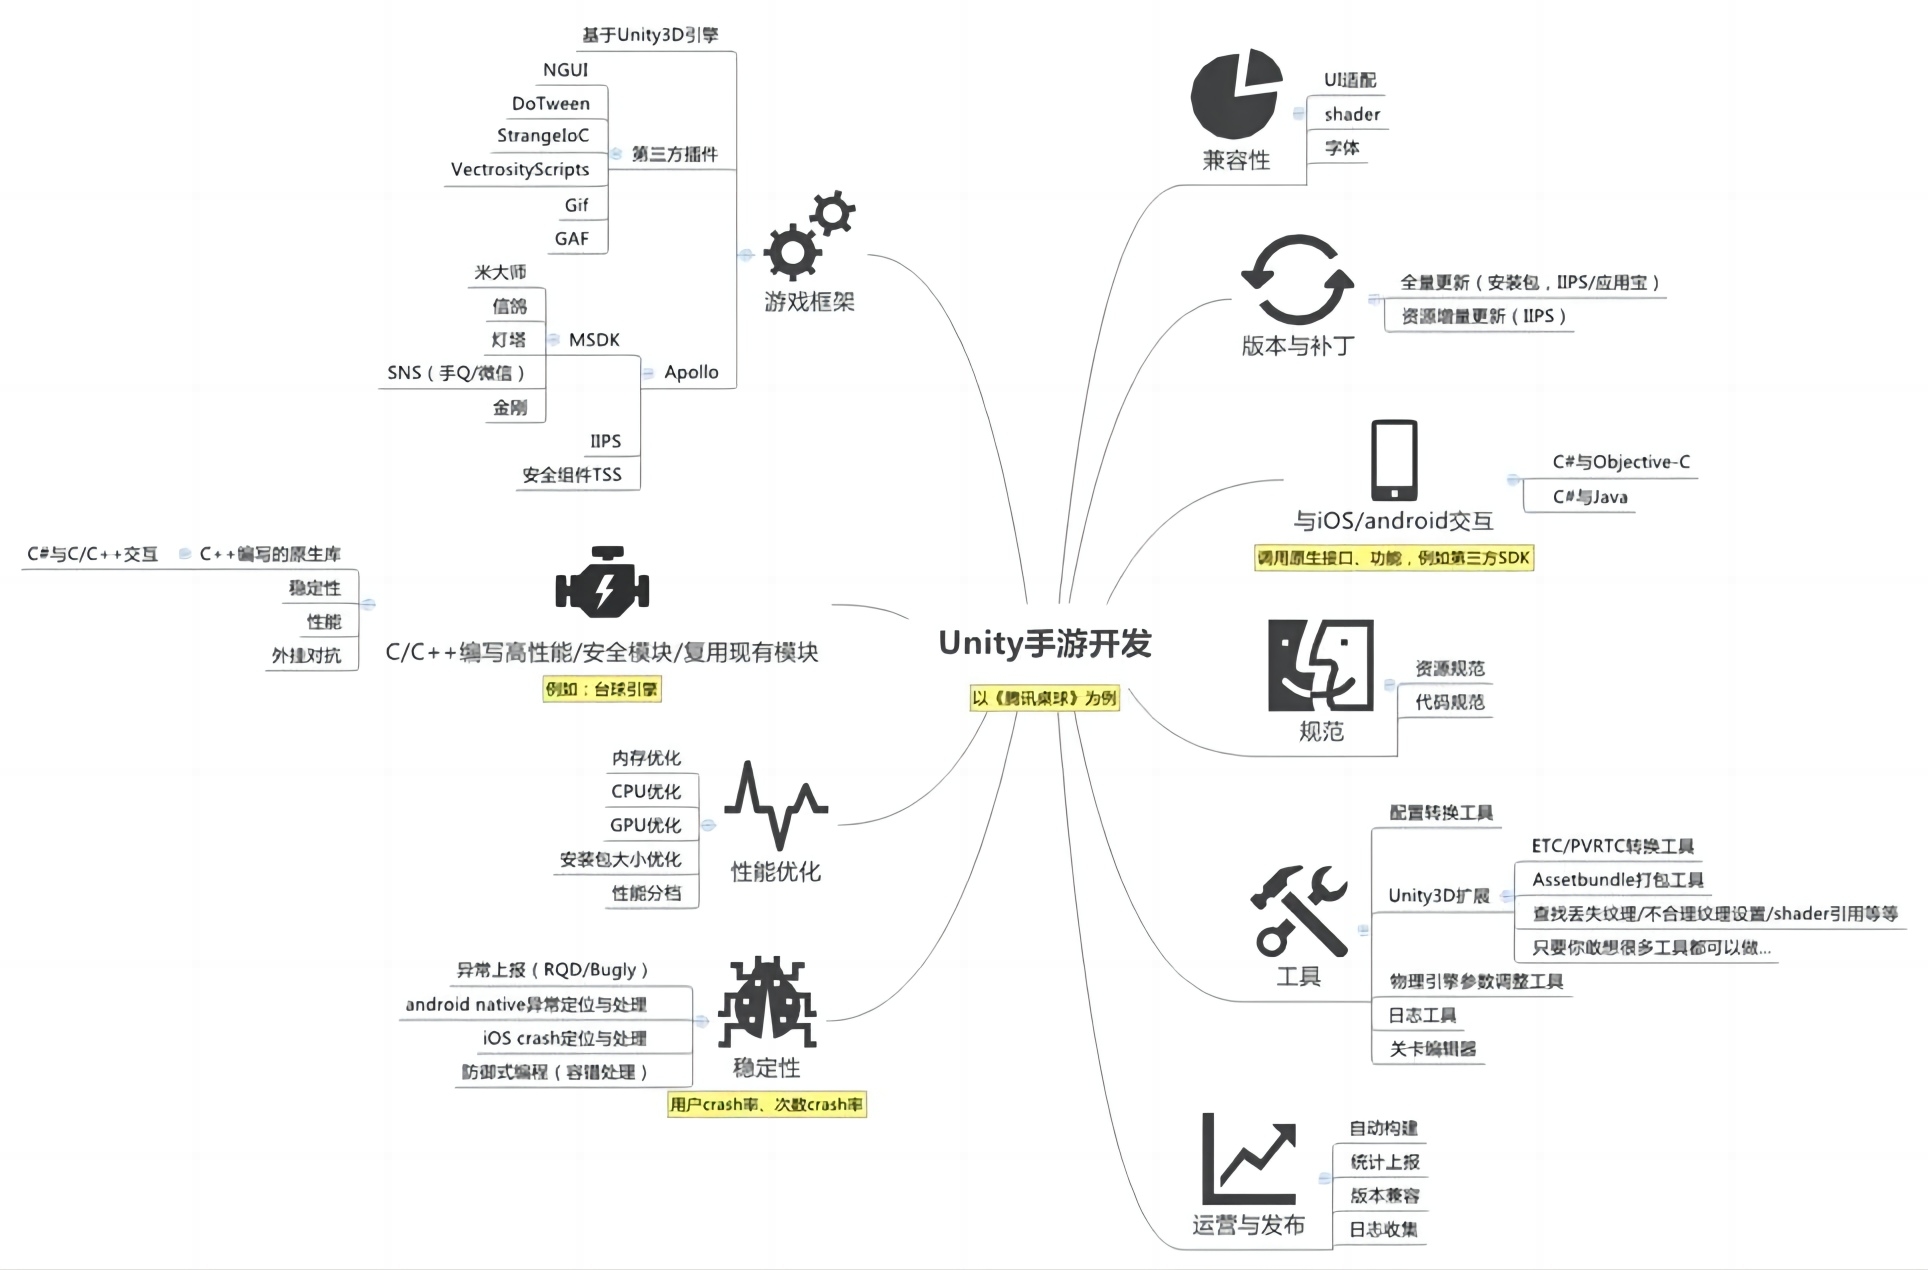 Unity手游开发
以《腾讯桌球》为例
游戏框架
基于Unity3D引擎
第三方插件
NGUI
DoTween
StrangeIoC
VectrosityScripts
Gif
GAF
Apollo
MSDK
米大师
信鸽
灯塔
SNS（手Q/微信）
金刚
IIPS
安全组件TSS
C/C++编写高性能/安全模块/复用现有模块
例如：台球引擎
C++编写的原生库
C#与C/C++交互
稳定性
性能
外挂对抗
性能优化
内存优化
CPU优化
GPU优化
安装包大小优化
性能分档
稳定性
用户crash率、次数crash率
异常上报（RQD/Bugly）
android native异常定位与处理
iOS crash定位与处理
防御式编程（容错处理）
兼容性
UI适配
shader
字体
版本与补丁
全量更新（安装包，IIPS/应用宝）
资源增量更新（IIPS）
与iOS/android交互
调用原生接口、功能，例如第三方SDK
C#与Objective-C
C#与Java
规范
资源规范
代码规范
工具
配置转换工具
Unity3D扩展
ETC/PVRTC转换工具
Assetbundle打包工具
查找丢失纹理/不合理纹理设置/shader引用等等
只要你敢想很多工具都可以做...
物理引擎参数调整工具
日志工具
关卡编辑器
运营与发布
自动构建
统计上报
版本兼容
日志收集